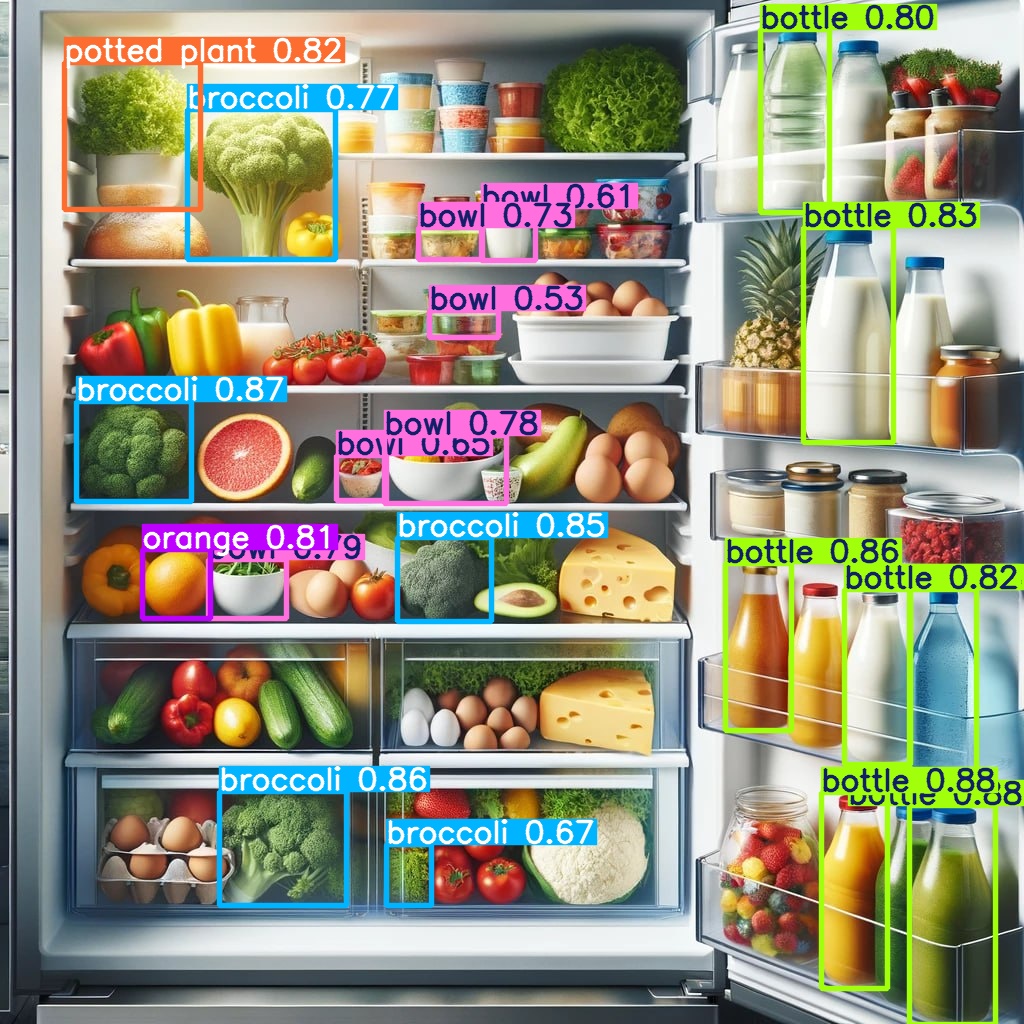 bottle 0.80
potted plant 0.82
broccoli 0.77
bowl 0.61
bowl 0.73
bottle 0.83
bowl 0.53
broccoli 0.87
bowl 0.78
bowl 0.65
broccoli 0.85
orange 0.81
bowl 0.79
bottle 0.86
bottle 0.82
broccoli 0.86
bottle 0.88
bottle 0.88
broccoli 0.67